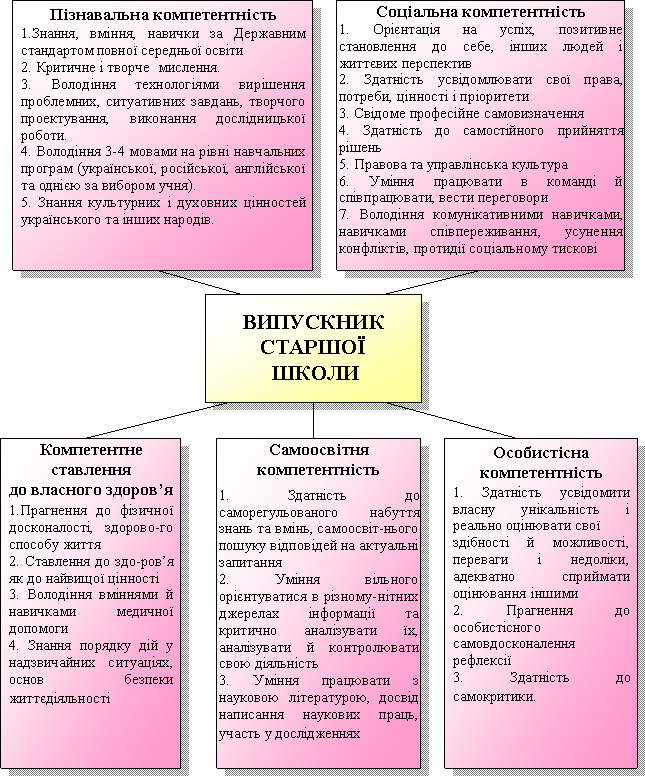 Пізнавальна компетентність
1.Знання, вміння, навички за Державним
стандартом повної середньої освіти
2. Критичне і творче мислення.
3. Володіння технологіями вирішення
проблемних, ситуативних завдань, творчого
проектування, виконання дослідницької
роботи.
4. Володіння 3-4 мовами на рівні навчальних
програм (української, російської, англійської
та однією за вибором учня).
5. Знання культурних і духовних цінностей
українського та інших народів.
Соціальна компетентність
1. Орієнтація на успіх, позитивне
становлення до себе, інших людей і
життєвих перспектив
2. Здатність усвідомлювати свої права,
потреби, цінності і пріоритети
3. Свідоме професійне самовизначення
4. Здатність до самостійного прийняття
рішень
5. Правова та управлінська культура
6. Уміння працювати в команді й
співпрацювати, вести переговори
7. Володіння комунікативними навичками,
навичками співпереживання, усунення
конфліктів, протидії соціальному тискові
ВИПУСКНИК
СТАРШОЇ
ШКОЛИ
Компетентне
ставлення
до власного здоров’я
1.Прагнення до фізичної
досконалості, здорово-го
способу життя
2. Ставлення до здо-ров’я
як до найвищої цінності
3. Володіння вміннями й
навичками медичної
допомоги
4. Знання порядку дій у
надзвичайних ситуаціях,
основ безпеки
життєдіяльності
Самоосвітня
компетентність
1. Здатність до
саморегульованого набуття
знань та вмінь, самоосвіт-нього
пошуку відповідей на актуальні
запитання
2. Уміння вільного
орієнтуватися в різному-нітних
джерелах інформації та
критично аналізувати їх,
аналізувати й контролювати
свою діяльність
3. Уміння працювати з
науковою літературою, досвід
написання наукових праць,
участь у дослідженнях
Особистісна
компетентність
1. Здатність усвідомити
власну унікальність і
реально оцінювати свої
здібності й можливості,
переваги і недоліки,
адекватно сприймати
оцінювання іншими
2. Прагнення до
особистісного
самовдосконалення
рефлексії
3. Здатність до
самокритики.